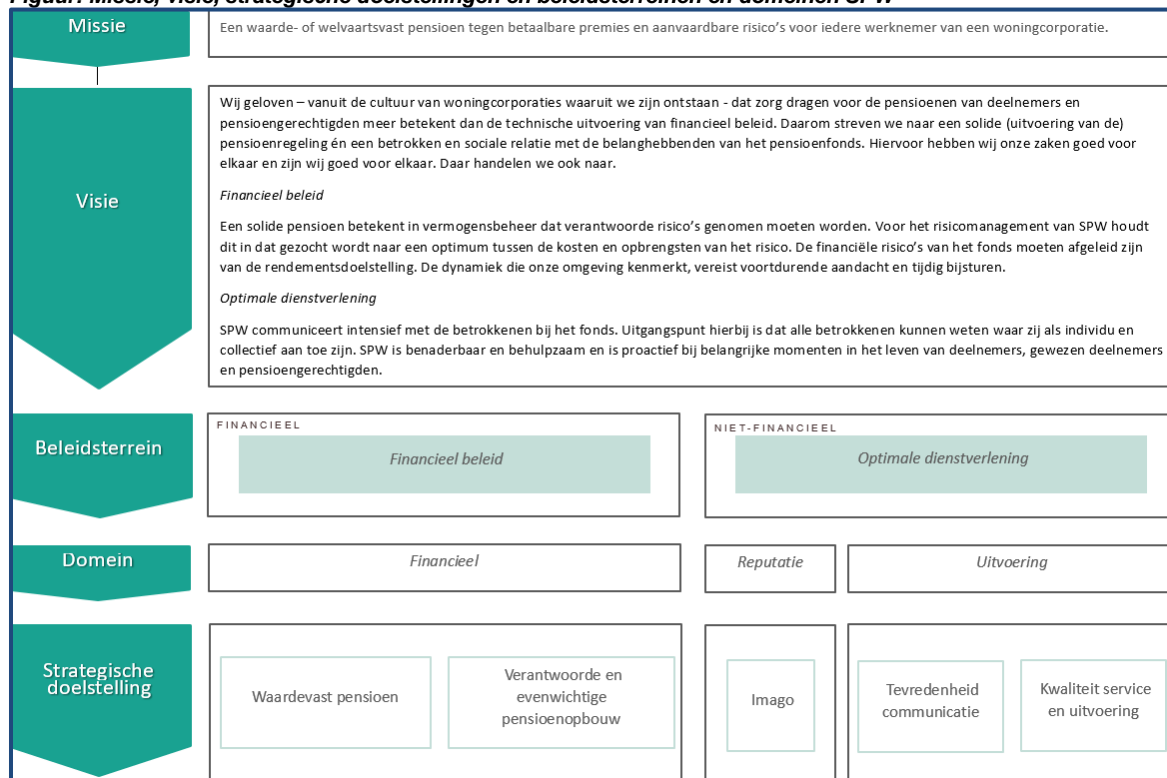 Figuur: Missie, visie, strategische doelstellingen en beleidsterreinen en domeinen SPW
Missie
Een waarde- of welvaartsvast pensioen tegen betaalbare premies en aanvaardbare risico's voor iedere werknemer van een woningcorporatie.
Visie
Wij geloven – vanuit de cultuur van woningcorporaties waaruit we zijn ontstaan - dat zorg dragen voor de pensioenen van deelnemers en
pensioengerechtigden meer betekent dan de technische uitvoering van financieel beleid. Daarom streven we naar een solide (uitvoering van de)
pensioenregeling én een betrokken en sociale relatie met de belanghebbenden van het pensioenfonds. Hiervoor hebben wij onze zaken goed voor
elkaar en zijn wij goed voor elkaar. Daar handelen we ook naar.
Financieel beleid
Een solide pensioen betekent in vermogensbeheer dat verantwoorde risico's genomen moeten worden. Voor het risicomanagement van SPW houdt
dit in dat gezocht wordt naar een optimum tussen de kosten en opbrengsten van het risico. De financiële risico's van het fonds moeten afgeleid zijn
van de rendementsdoelstelling. De dynamiek die onze omgeving kenmerkt, vereist voortdurende aandacht en tijdig bijsturen.
Optimale dienstverlening
SPW communiceert intensief met de betrokkenen bij het fonds. Uitgangspunt hierbij is dat alle betrokkenen kunnen weten waar zij als individu en
collectief aan toe zijn. SPW is benaderbaar en behulpzaam en is proactief bij belangrijke momenten in het leven van deelnemers, gewezen deelnemers
en pensioengerechtigden.
Beleidsterrein
FINANCIEEL
Financieel beleid
NIET-FINANCIEEL
Optimale dienstverlening
Domein
Financieel
Reputatie
Uitvoering
Strategische
doelstelling
Waardevast pensioen
Verantwoorde en
evenwichtige
pensioenopbouw
Imago
Tevredenheid
communicatie
Kwaliteit service
en uitvoering